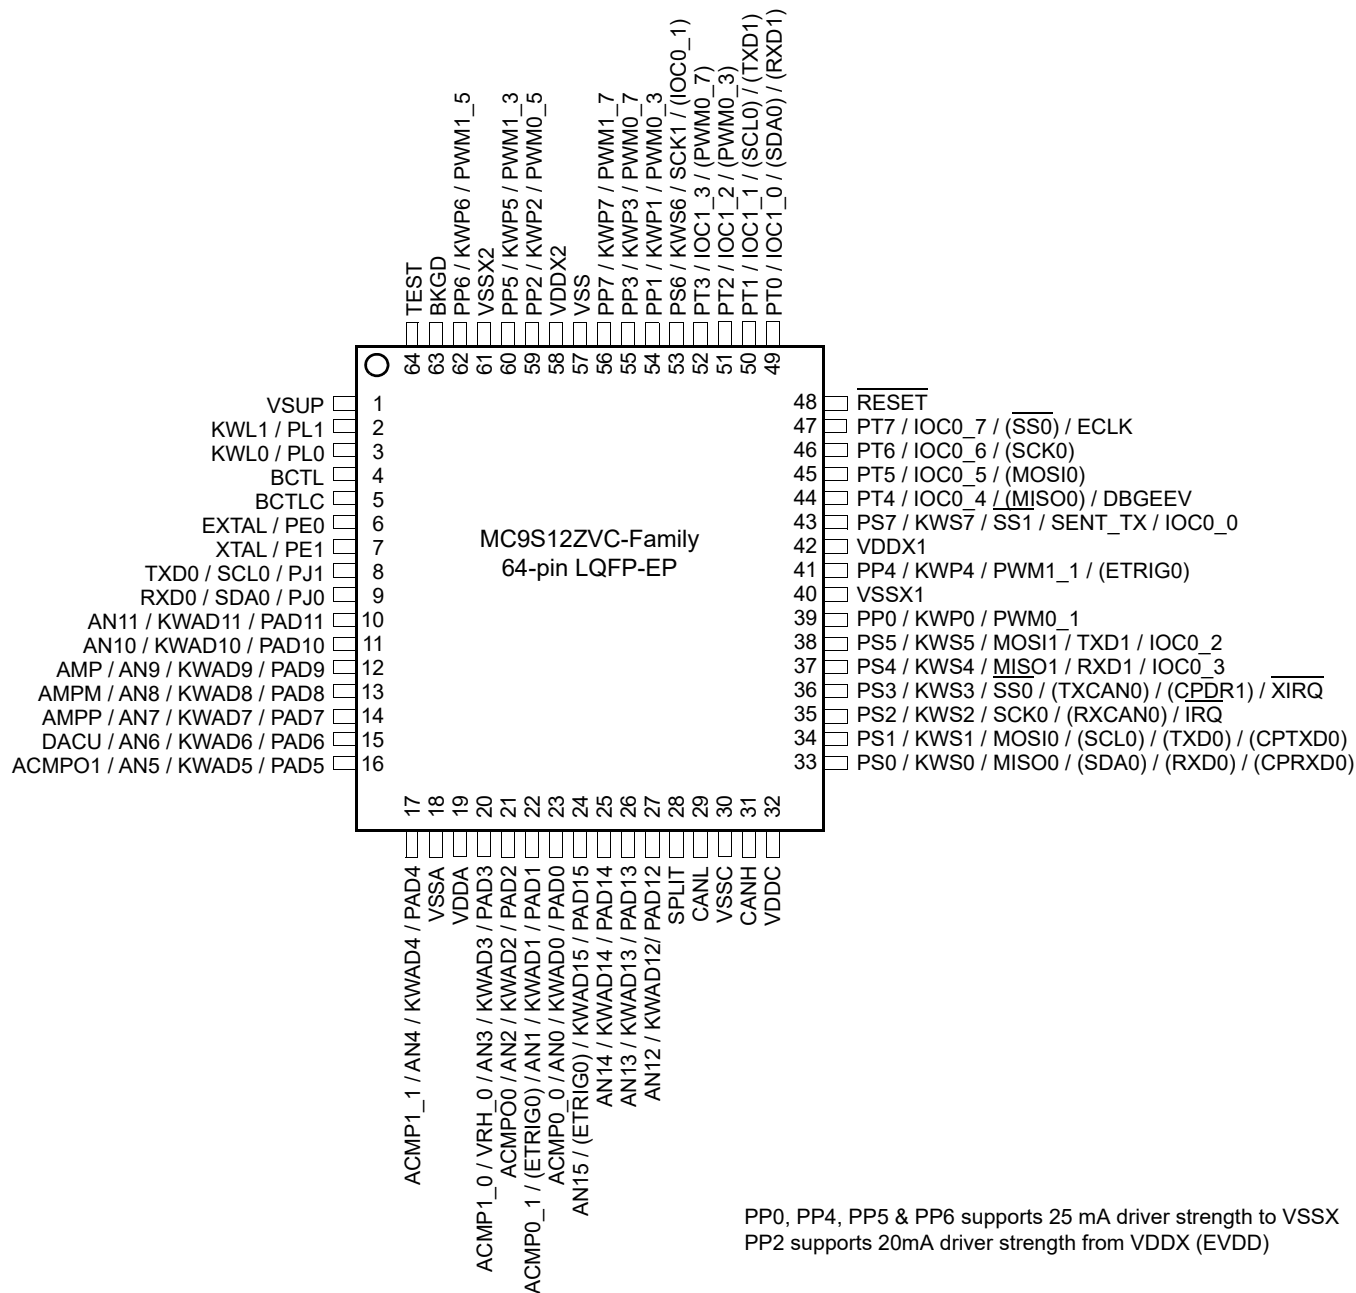 TEST
BKGD
PP6 / KWP6 / PWM1_5
VSSX2
PP5 / KWP5 / PWM1_3
PP2 / KWP2 / PWM0_5
VDDX2
VSS
PP7 / KWP7 / PWM1_7
PP3 / KWP3 / PWM0_7
PP1 / KWP1 / PWM0_3
PS6 / KWS6 / SCK1 / (IOC0_1)
PT3 / IOC1_3 / (PWM0_7)
PT2 / IOC1_2 / (PWM0_3)
PT1 / IOC1_1 / (SCL0) / (TXD1)
PT0 / IOC1_0 / (SDA0) / (RXD1)
64
63
62
61
60
59
58
57
56
55
54
53
52
51
50
49
VSUP 1
KWL1 / PL1 2
KWL0 / PL0 3
BCTL 4
BCTLC 5
EXTAL / PE0 6
XTAL / PE1 7
TXD0 / SCL0 / PJ1 8
RXD0 / SDA0 / PJ0 9
AN11 / KWAD11 / PAD11 10
AN10 / KWAD10 / PAD10 11
AMP / AN9 / KWAD9 / PAD9 12
AMPM / AN8 / KWAD8 / PAD8 13
AMPP / AN7 / KWAD7 / PAD7 14
DACU / AN6 / KWAD6 / PAD6 15
ACMPO1 / AN5 / KWAD5 / PAD5 16
MC9S12ZVC-Family
64-pin LQFP-EP
48 RESET
47 PT7 / IOC0_7 / (SS0) / ECLK
46 PT6 / IOC0_6 / (SCK0)
45 PT5 / IOC0_5 / (MOSI0)
44 PT4 / IOC0_4 / (MISO0) / DBGEEV
43 PS7 / KWS7 / SS1 / SENT_TX / IOC0_0
42 VDDX1
41 PP4 / KWP4 / PWM1_1 / (ETRIG0)
40 VSSX1
39 PP0 / KWP0 / PWM0_1
38 PS5 / KWS5 / MOSI1 / TXD1 / IOC0_2
37 PS4 / KWS4 / MISO1 / RXD1 / IOC0_3
36 PS3 / KWS3 / SS0 / (TXCAN0) / (CPDR1) / XIRQ
35 PS2 / KWS2 / SCK0 / (RXCAN0) / IRQ
34 PS1 / KWS1 / MOSI0 / (SCL0) / (TXD0) / (CPTXD0)
33 PS0 / KWS0 / MISO0 / (SDA0) / (RXD0) / (CPRXD0)
17
18
19
20
21
22
23
24
25
26
27
28
29
30
31
32
ACMP1_1 / AN4 / KWAD4 / PAD4
VSSA
VDDA
ACMP1_0 / VRH_0 / AN3 / KWAD3 / PAD3
ACMPO0 / AN2 / KWAD2 / PAD2
ACMP0_1 / (ETRIG0) / AN1 / KWAD1 / PAD1
ACMP0_0 / AN0 / KWAD0 / PAD0
AN15 / (ETRIG0) / KWAD15 / PAD15
AN14 / KWAD14 / PAD14
AN13 / KWAD13 / PAD13
AN12 / KWAD12/ PAD12
SPLIT
CANL
VSSC
CANH
VDDC
PP0, PP4, PP5 & PP6 supports 25 mA driver strength to VSSX
PP2 supports 20mA driver strength from VDDX (EVDD)